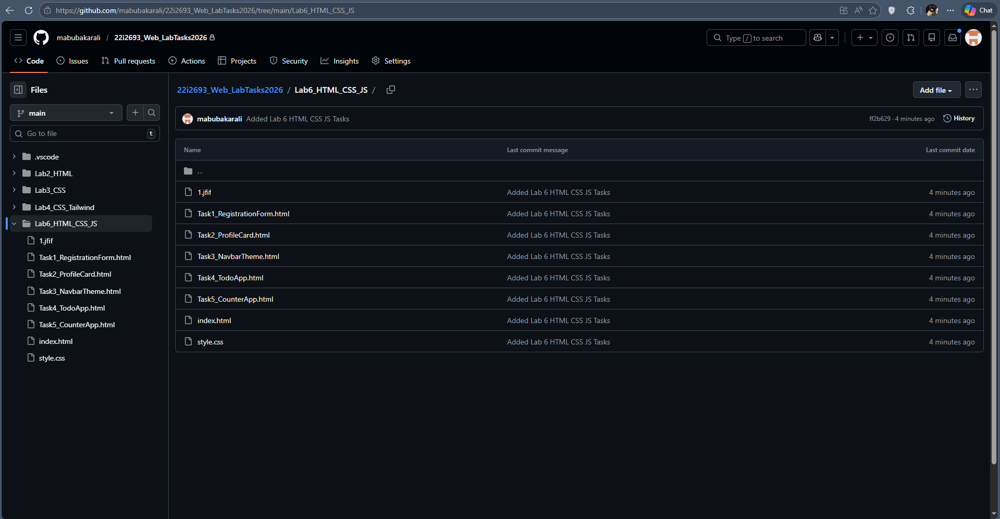 https://github.com/mabubakarali/22i2693_Web_LabTasks2026/tree/main/Lab6_HTML_CSS_JS
Chat
mabubakarali / 22i2693_Web_LabTasks2026
Type / to search
Code Issues Pull requests Actions Projects Security Insights Settings
Files
main
Go to file t
.vscode
Lab2_HTML
Lab3_CSS
Lab4_CSS_Tailwind
Lab6_HTML_CSS_JS
1.jfif
Task1_RegistrationForm.html
Task2_ProfileCard.html
Task3_NavbarTheme.html
Task4_TodoApp.html
Task5_CounterApp.html
index.html
style.css
22i2693_Web_LabTasks2026 / Lab6_HTML_CSS_JS /
Add file
mabubakarali Added Lab 6 HTML CSS JS Tasks ff2b629 · 4 minutes ago History
Name Last commit message Last commit date
..
1.jfif Added Lab 6 HTML CSS JS Tasks 4 minutes ago
Task1_RegistrationForm.html Added Lab 6 HTML CSS JS Tasks 4 minutes ago
Task2_ProfileCard.html Added Lab 6 HTML CSS JS Tasks 4 minutes ago
Task3_NavbarTheme.html Added Lab 6 HTML CSS JS Tasks 4 minutes ago
Task4_TodoApp.html Added Lab 6 HTML CSS JS Tasks 4 minutes ago
Task5_CounterApp.html Added Lab 6 HTML CSS JS Tasks 4 minutes ago
index.html Added Lab 6 HTML CSS JS Tasks 4 minutes ago
style.css Added Lab 6 HTML CSS JS Tasks 4 minutes ago